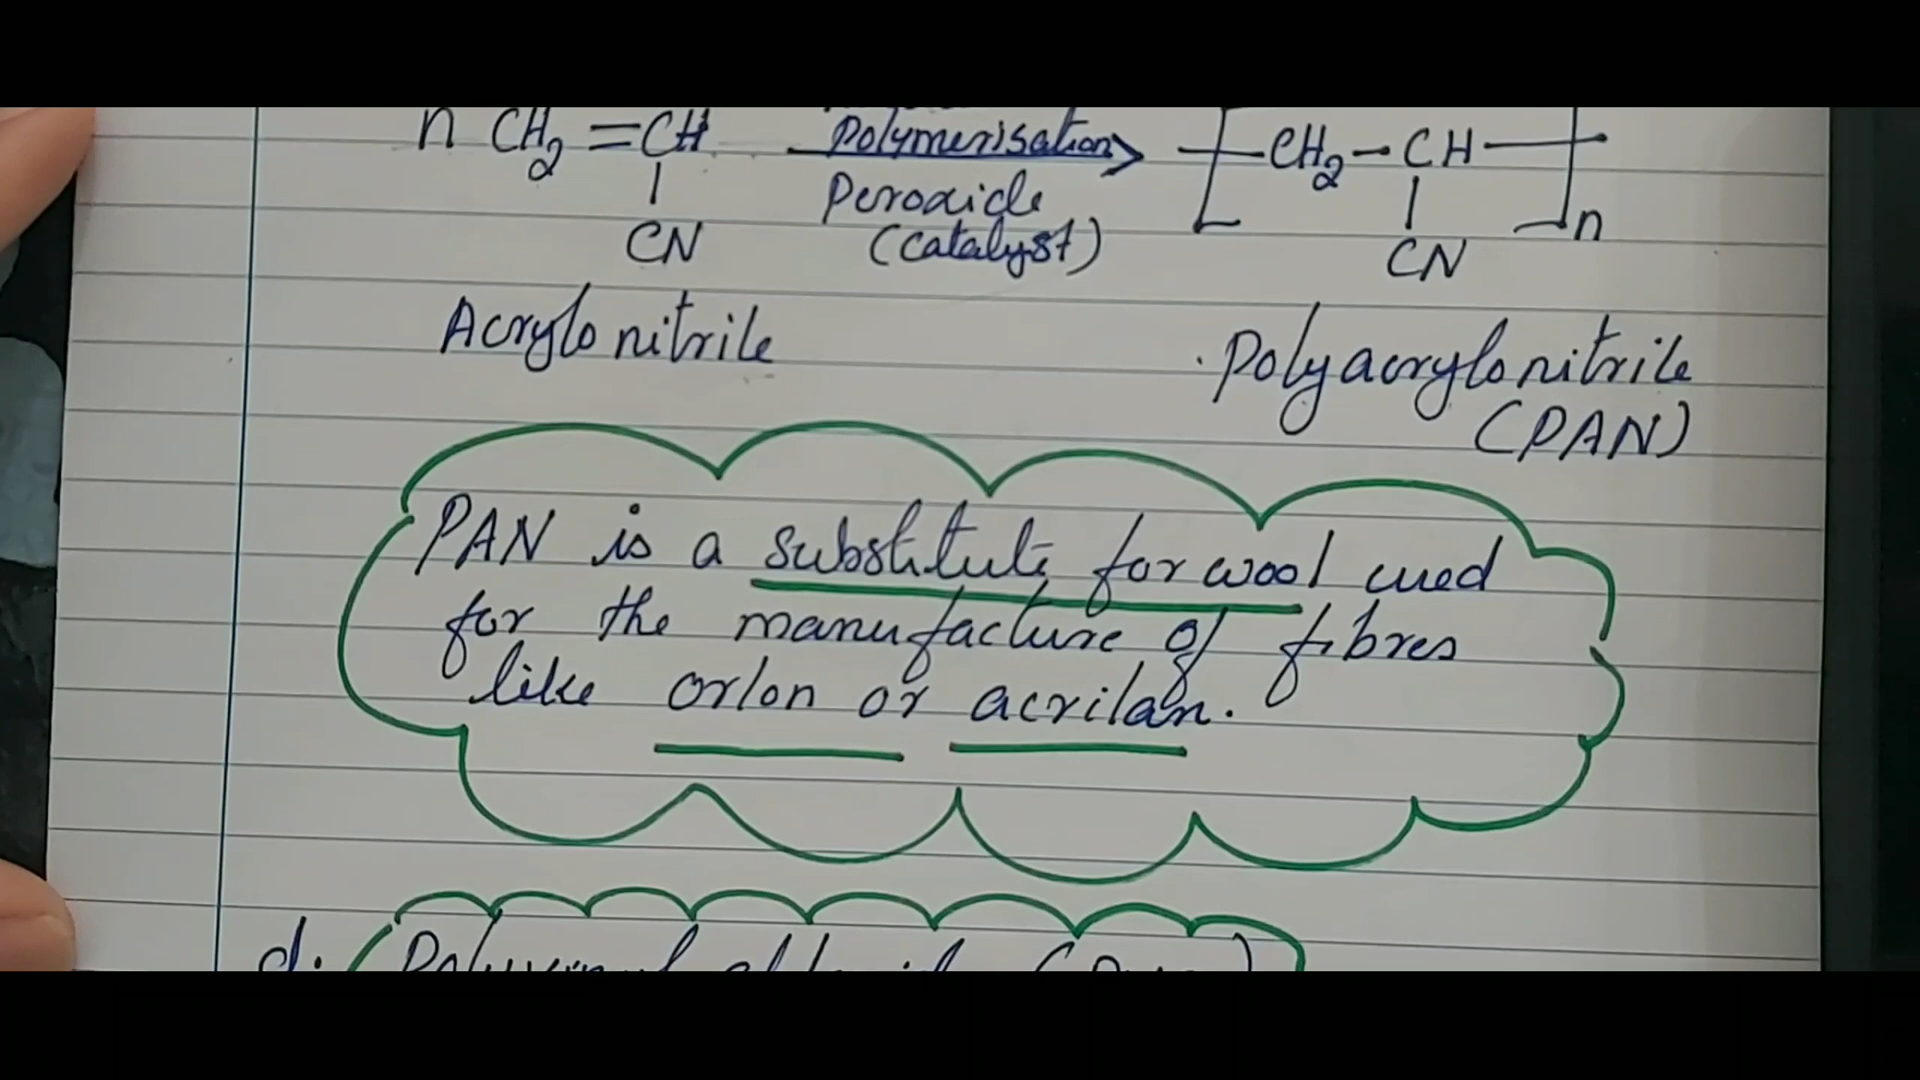 n CH₂=CH Polymerisation [CH₂-CH]n
Peroxide
CN (catalyst) CN
Acrylonitrile Polyacrylonitrile
(PAN)
PAN is a substitute for wool used
for the manufacture of fibres
like orlon or acrilan.
d.